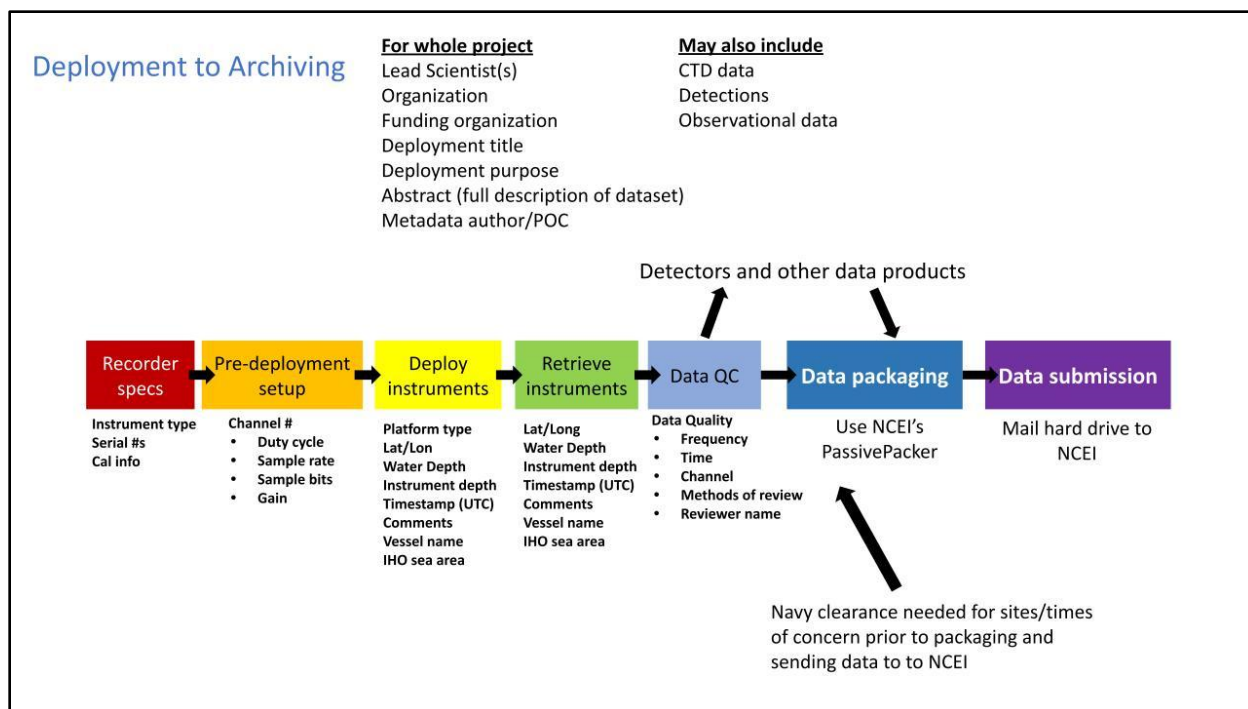 Deployment to Archiving
For whole project
Lead Scientist(s)
Organization
Funding organization
Deployment title
Deployment purpose
Abstract (full description of dataset)
Metadata author/POC
May also include
CTD data
Detections
Observational data
Detectors and other data products
Recorder
specs
Pre-deployment
setup
Deploy
instruments
Retrieve
instruments
Data QC
Data packaging
Data submission
Instrument type
Serial #s
Cal info
Channel #
• Duty cycle
• Sample rate
• Sample bits
• Gain
Platform type
Lat/Lon
Water Depth
Instrument depth
Timestamp (UTC)
Comments
Vessel name
IHO sea area
Lat/Long
Water Depth
Instrument depth
Timestamp (UTC)
Comments
Vessel name
IHO sea area
Data Quality
• Frequency
• Time
• Channel
• Methods of review
• Reviewer name
Use NCEI's
PassivePacker
Mail hard drive to
NCEI
Navy clearance needed for sites/times
of concern prior to packaging and
sending data to to NCEI